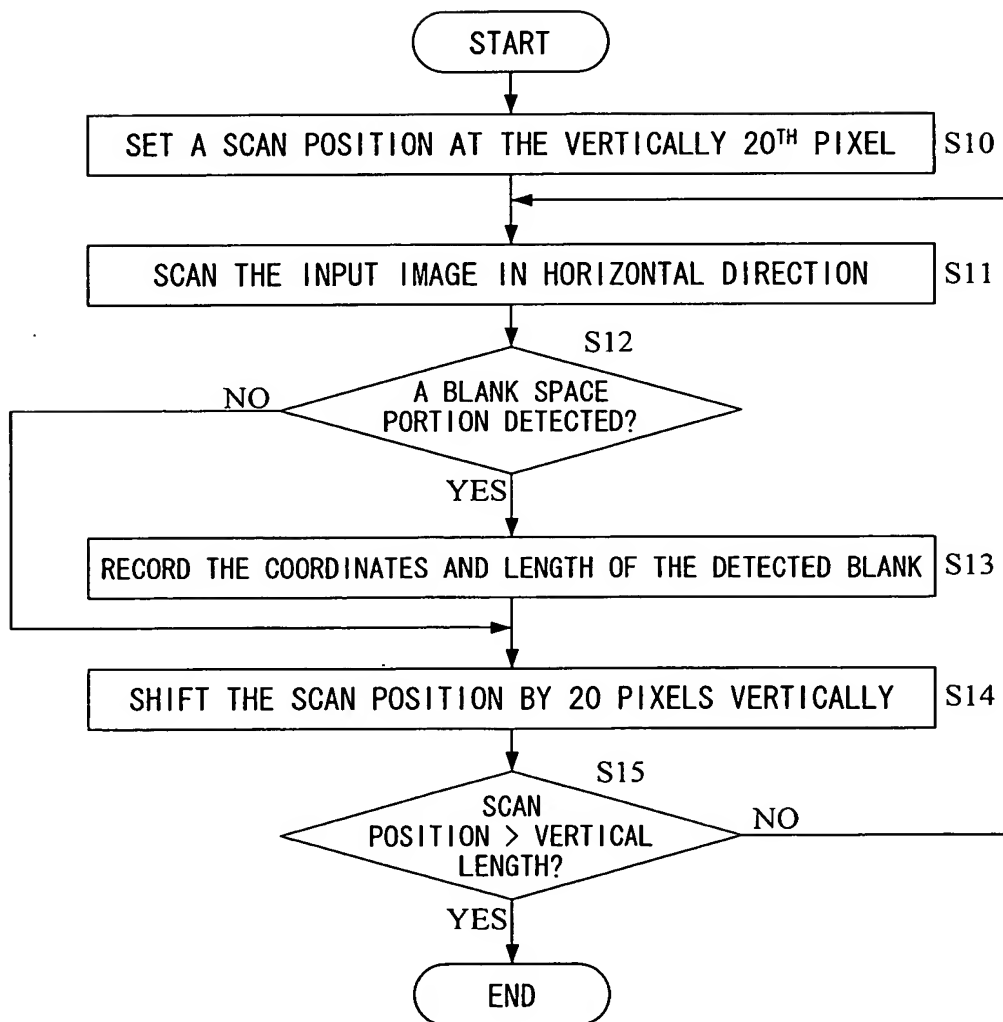 START
SET A SCAN POSITION AT THE VERTICALLY 20TH PIXEL
S10
SCAN THE INPUT IMAGE IN HORIZONTAL DIRECTION
S11
S12
A BLANK SPACE
PORTION DETECTED?
NO
YES
RECORD THE COORDINATES AND LENGTH OF THE DETECTED BLANK
S13
SHIFT THE SCAN POSITION BY 20 PIXELS VERTICALLY
S14
S15
SCAN
POSITION > VERTICAL
LENGTH?
NO
YES
END